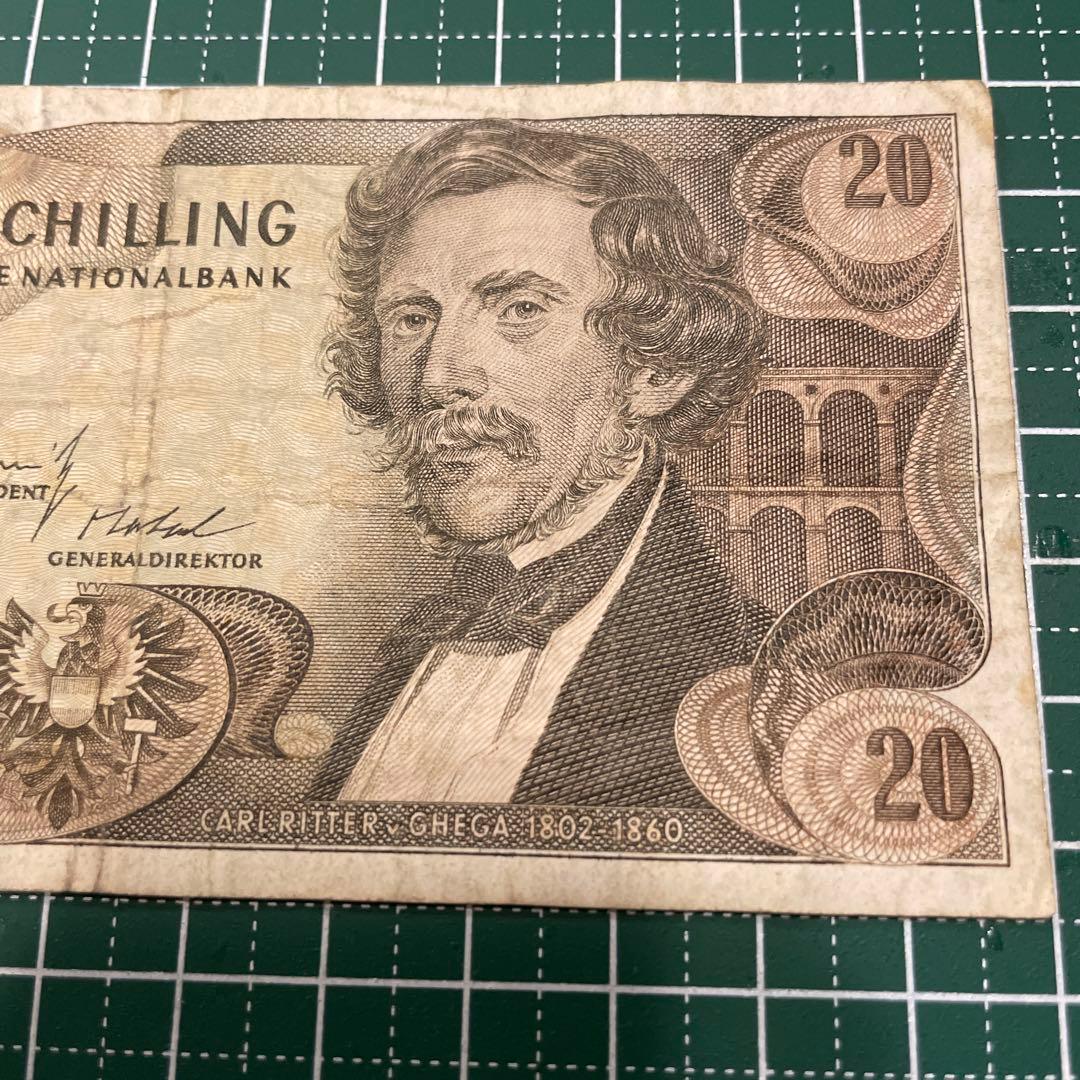 20
CHILLING
E NATIONALBANK
DENT
GENERALDIREKTOR
20
CARL RITTER v GHEGA 1802-1860